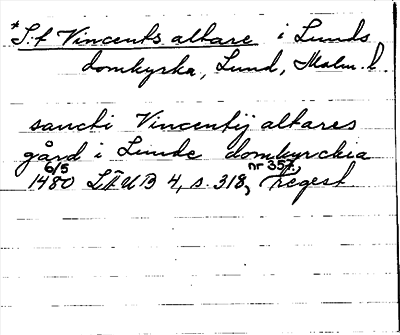 *S:t Vincents altare i Lunds
domkyrka, Lund, Malm. l.
sancti Vincentij altares
gård i Lunde domkyrckia
6/5 nr 357,
1480 LÄUB 4, s. 318, regest